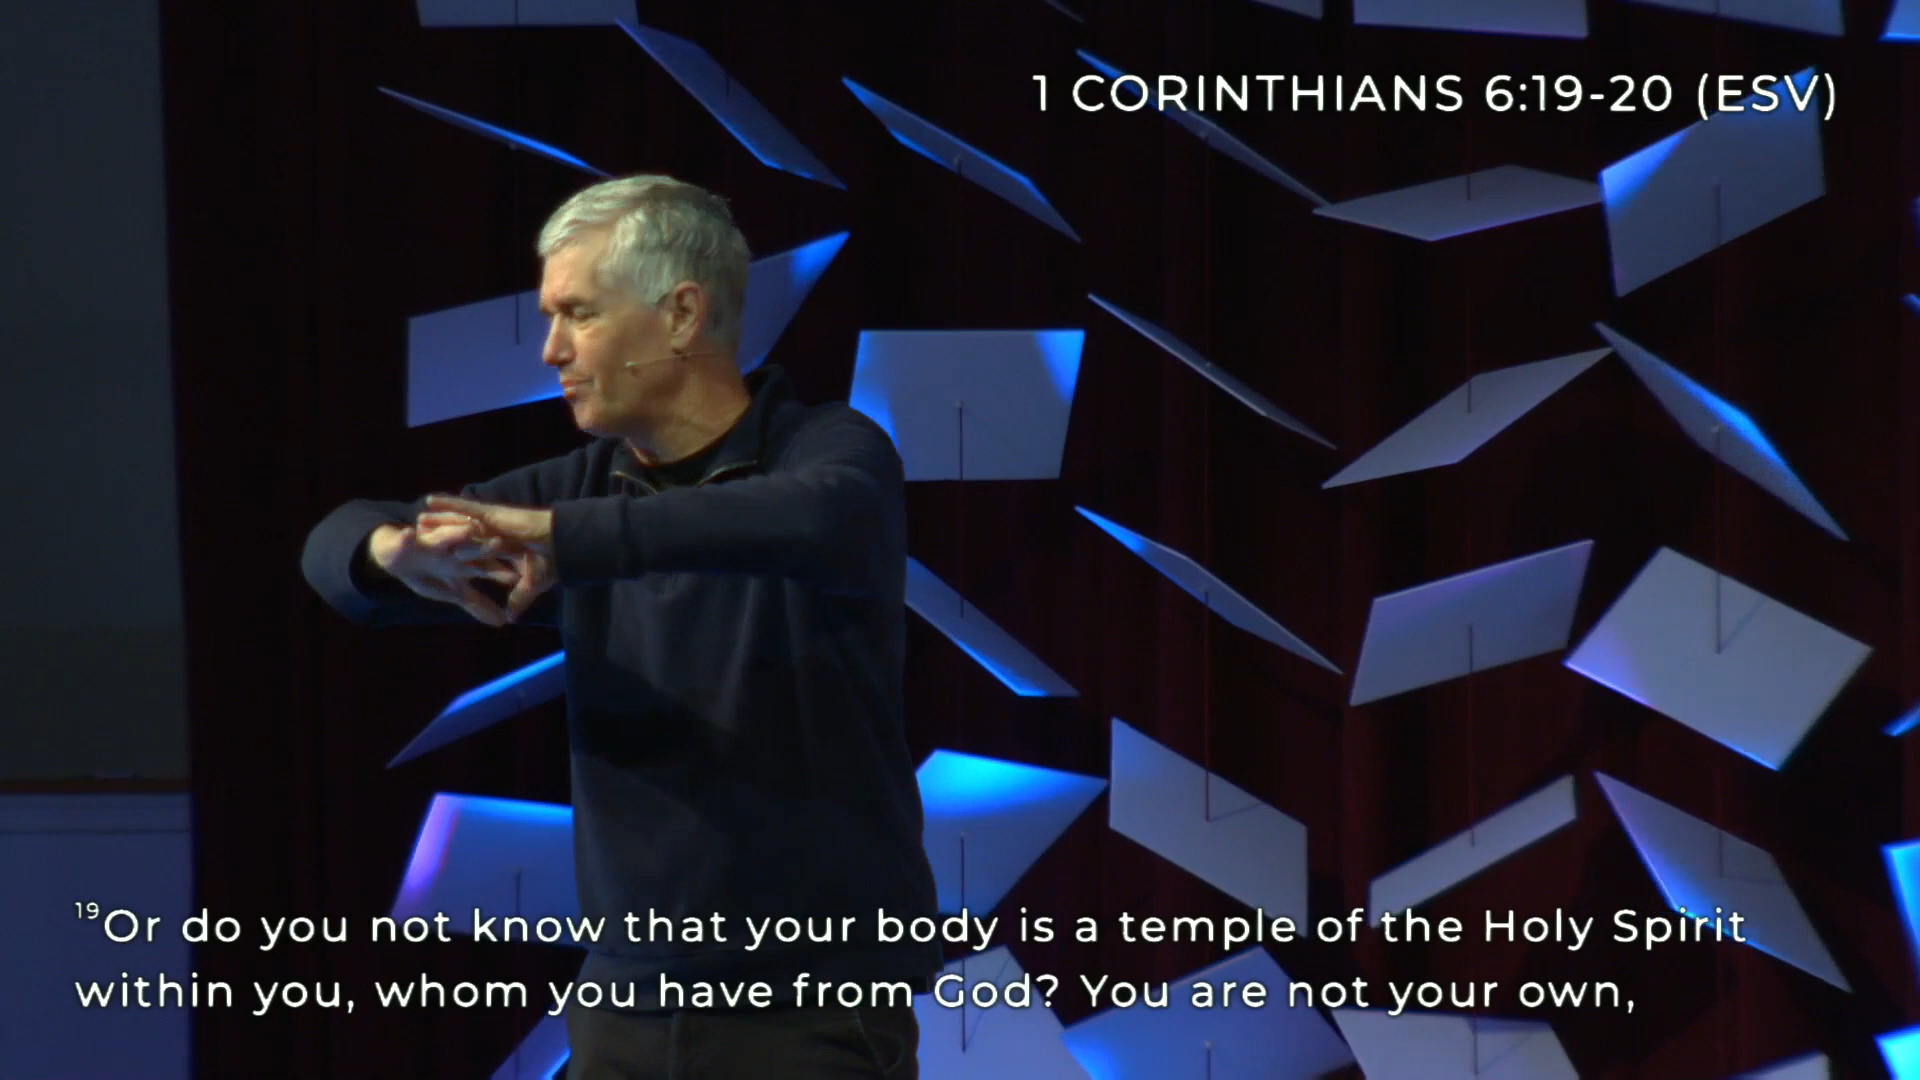 1 CORINTHIANS 6:19-20 (ESV)
19Or do you not know that your body is a temple of the Holy Spirit
within you, whom you have from God? You are not your own,